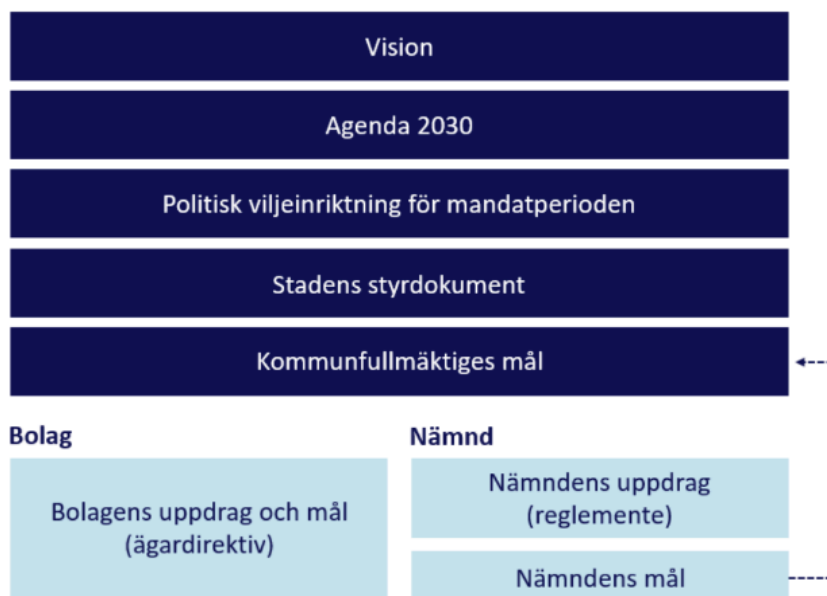 Vision
Agenda 2030
Politisk viljeinriktning för mandatperioden
Stadens styrdokument
Kommunfullmäktiges mål
Bolag
Bolagens uppdrag och mål
(ägardirektiv)
Nämnd
Nämndens uppdrag
(reglemente)
Nämndens mål